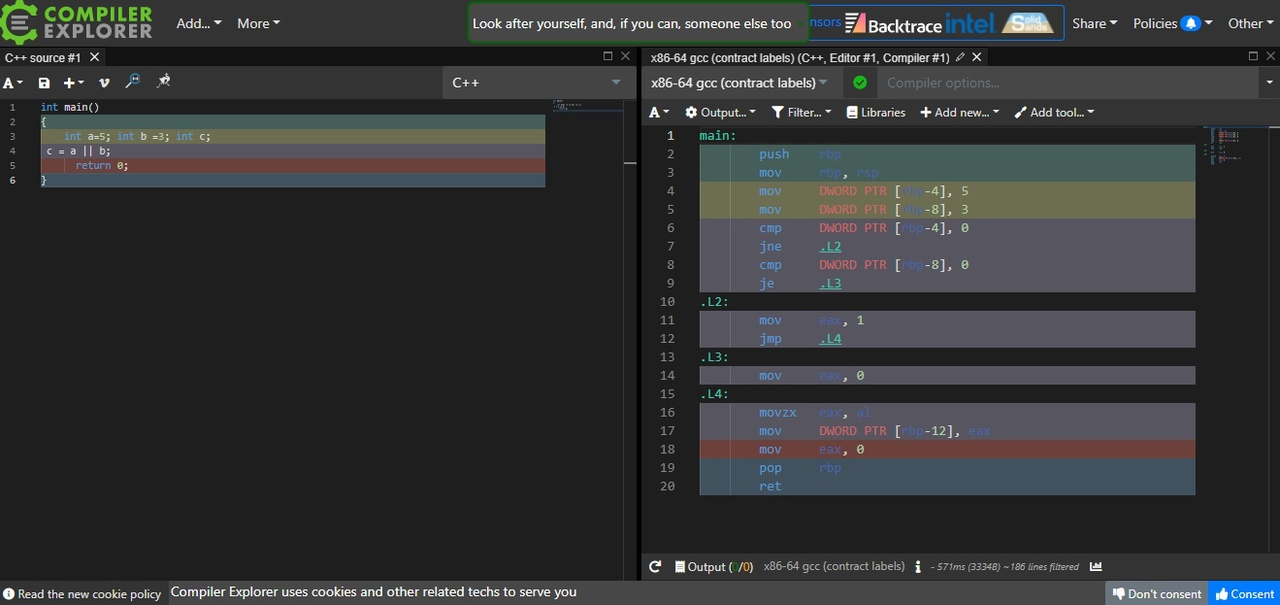 COMPILER
EXPLORER
Add... More
Look after yourself, and, if you can, someone else too
nsors
Backtrace intel Solid Sands
Share Policies Other
C++ source #1
A
C++
1 int main()
2 {
3 int a=5; int b =3; int c;
4 c = a || b;
5 return 0;
6 }
x86-64 gcc (contract labels) (C++, Editor #1, Compiler #1)
x86-64 gcc (contract labels) Compiler options...
A Output... Filter... Libraries Add new... Add tool...
1 main:
2 push rbp
3 mov rbp, rsp
4 mov DWORD PTR [rbp-4], 5
5 mov DWORD PTR [rbp-8], 3
6 cmp DWORD PTR [rbp-4], 0
7 jne .L2
8 cmp DWORD PTR [rbp-8], 0
9 je .L3
10 .L2:
11 mov eax, 1
12 jmp .L4
13 .L3:
14 mov eax, 0
15 .L4:
16 movzx eax, al
17 mov DWORD PTR [rbp-12], eax
18 mov eax, 0
19 pop rbp
20 ret
Output (0/0) x86-64 gcc (contract labels) - 571ms (3334B) ~186 lines filtered
Read the new cookie policy Compiler Explorer uses cookies and other related techs to serve you
Don't consent Consent